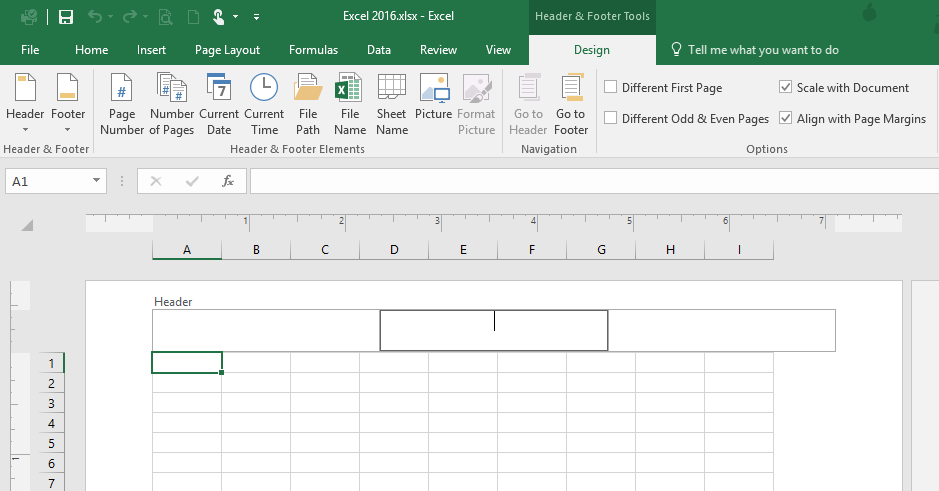 Excel 2016.xlsx - Excel
Header & Footer Tools
File Home Insert Page Layout Formulas Data Review View Design Tell me what you want to do
Header Footer
Header & Footer
Page Number
Number of Pages
Current Date
Current Time
File Path
File Name
Sheet Name
Picture
Format Picture
Header & Footer Elements
Go to Header
Go to Footer
Navigation
Different First Page
Different Odd & Even Pages
Scale with Document
Align with Page Margins
Options
A1
fx
1 2 3 4 5 6 7
A B C D E F G H I
Header
1
2
3
4
5
6
7
1